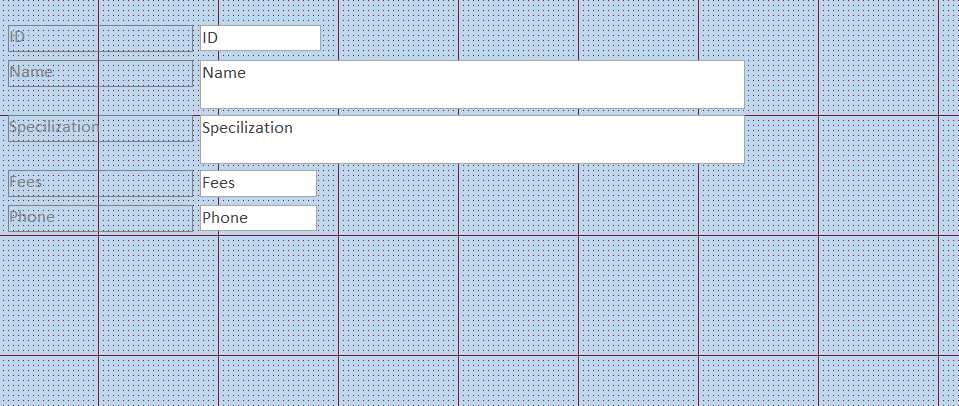 ID ID
Name Name
Specilization Specilization
Fees Fees
Phone Phone